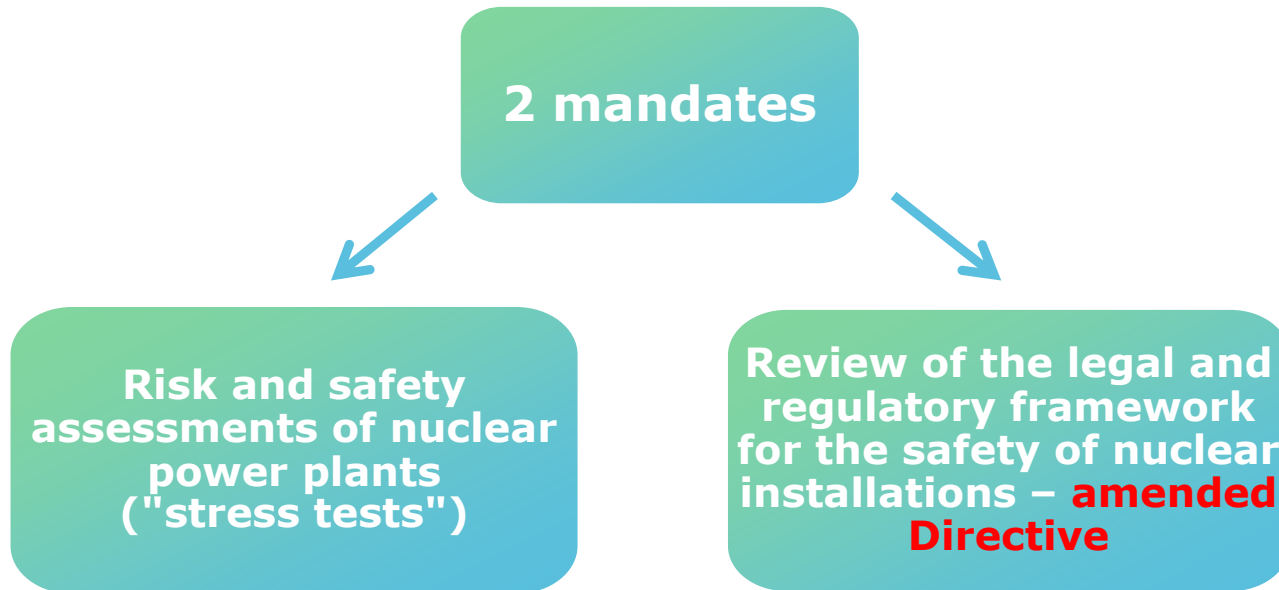 2 mandates
Risk and safety
assessments of nuclear
power plants
("stress tests")
Review of the legal and
regulatory framework
for the safety of nuclear
installations – amended
Directive